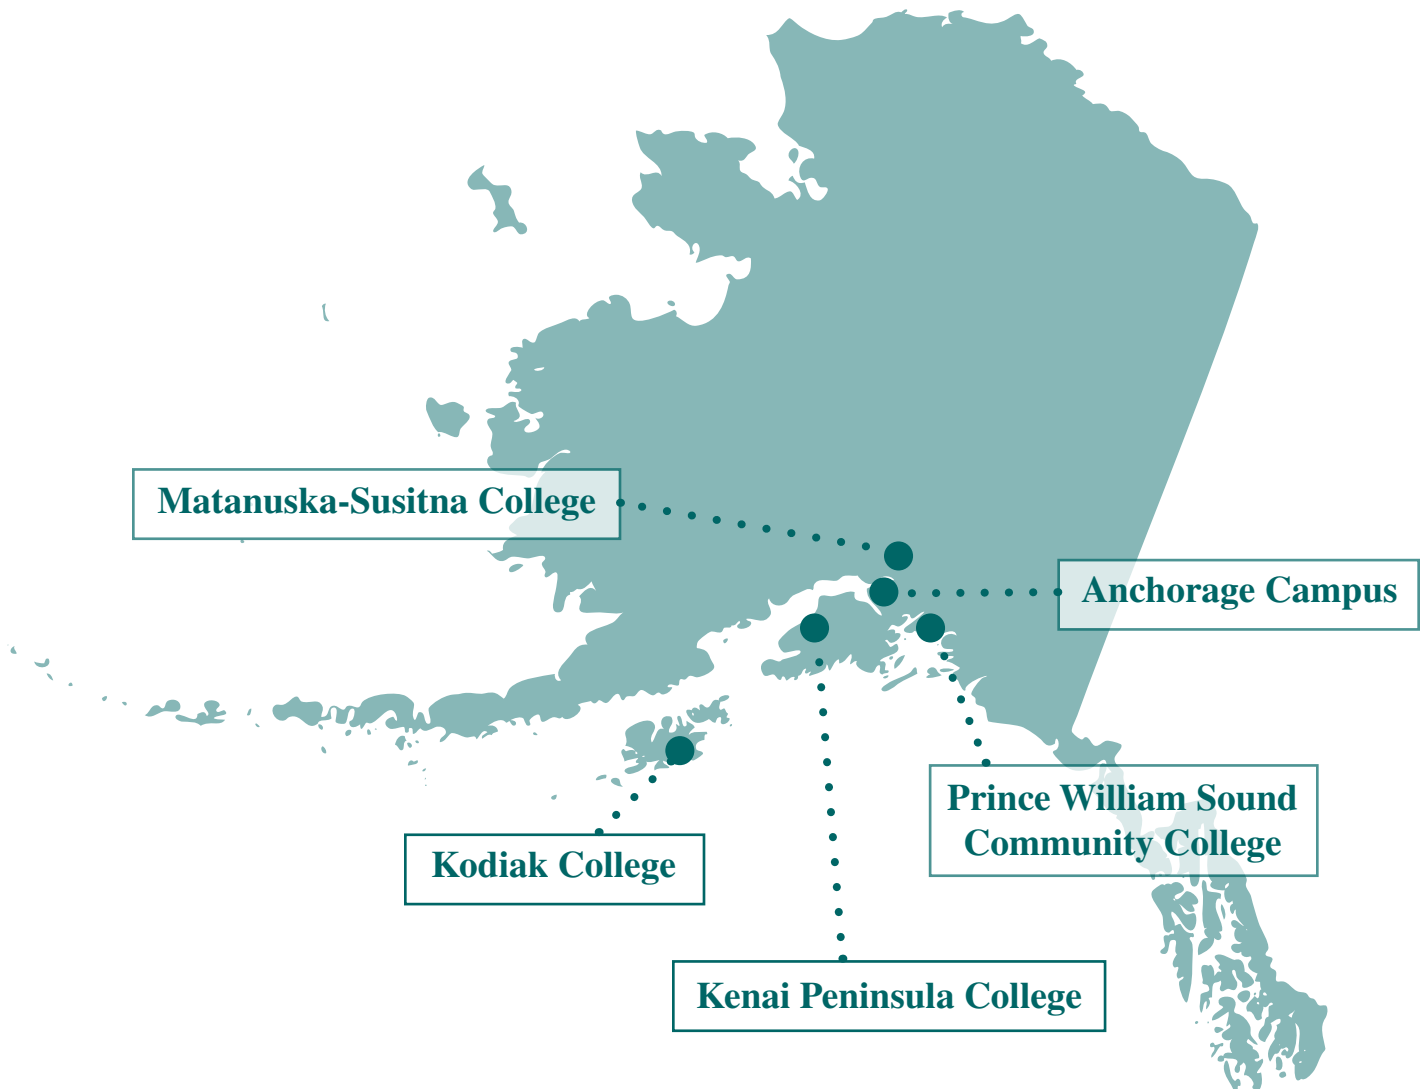 Matanuska-Susitna College
Anchorage Campus
Prince William Sound
Community College
Kodiak College
Kenai Peninsula College